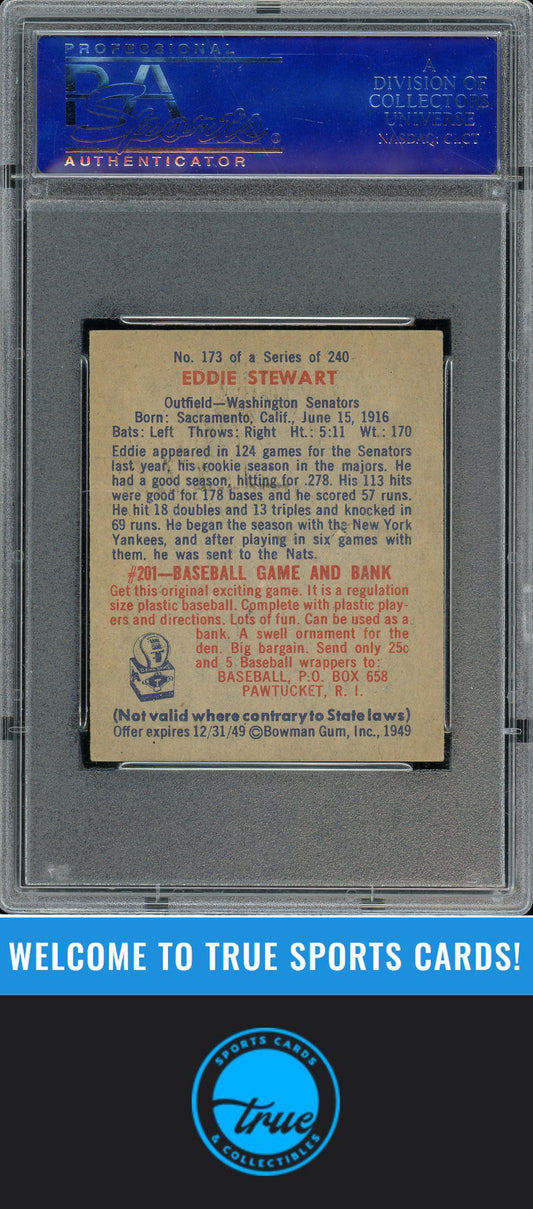 PROFESSIONAL
PSA
Sports
AUTHENTICATOR
A
DIVISION OF
COLLECTORS
UNIVERSE
NASDAQ: CLCT
No. 173 of a Series of 240
EDDIE STEWART
Outfield—Washington Senators
Born: Sacramento, Calif., June 15, 1916
Bats: Left Throws: Right Ht.: 5:11 Wt.: 170
Eddie appeared in 124 games for the Senators
last year, his rookie season in the majors. He
had a good season, hitting for .278. His 113 hits
were good for 178 bases and he scored 57 runs.
He hit 18 doubles and 13 triples and knocked in
69 runs. He began the season with the New York
Yankees, and after playing in six games with
them, he was sent to the Nats.
#201—BASEBALL GAME AND BANK
Get this original exciting game. It is a regulation
size plastic baseball. Complete with plastic play-
ers and directions. Lots of fun. Can be used as a
bank. A swell ornament for the
den. Big bargain. Send only 25c
and 5 Baseball wrappers to:
BASEBALL, P.O. BOX 658
PAWTUCKET, R. I.
(Not valid where contrary to State laws)
Offer expires 12/31/49 ©Bowman Gum, Inc., 1949
WELCOME TO TRUE SPORTS CARDS!
SPORTS CARDS
true
& COLLECTIBLES